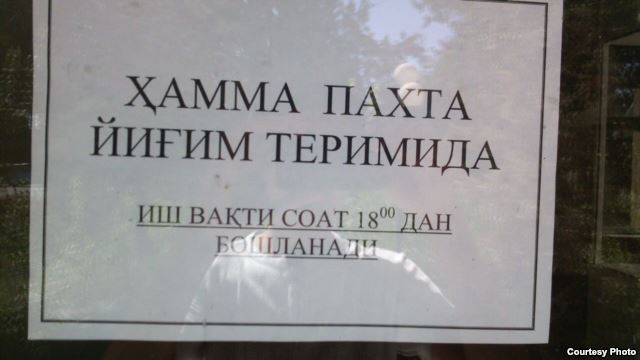 ҲАММА ПАХТА
ЙИҒИМ ТЕРИМИДА
ИШ ВАҚТИ СОАТ 18⁰⁰ ДАН
БОШЛАНАДИ
Courtesy Photo